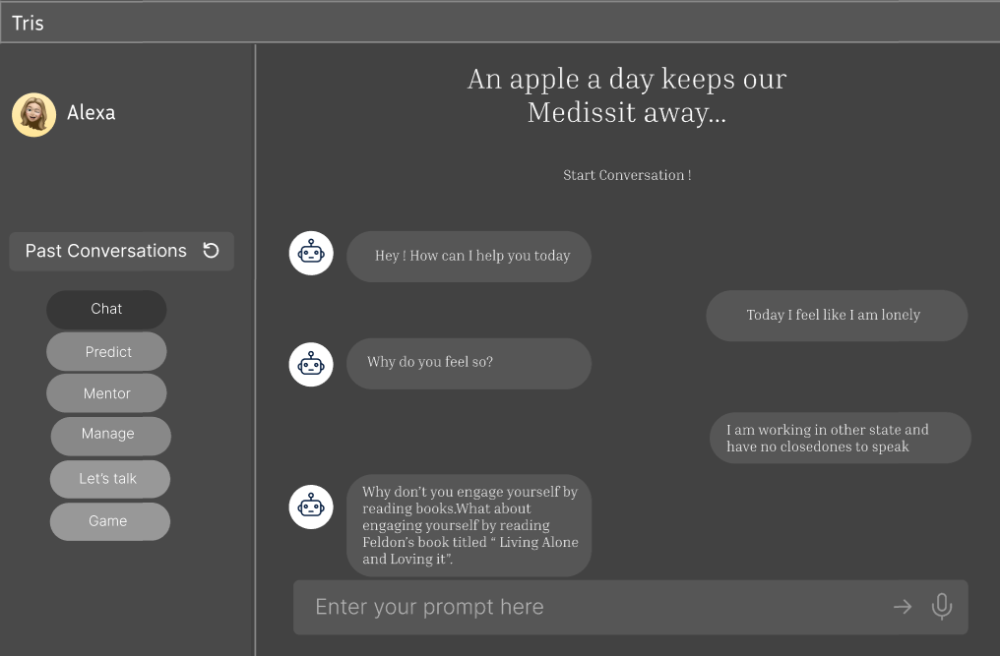 Tris
Alexa
Past Conversations
Chat
Predict
Mentor
Manage
Let's talk
Game
An apple a day keeps our
Medissit away...
Start Conversation !
Hey ! How can I help you today
Today I feel like I am lonely
Why do you feel so?
I am working in other state and
have no closedones to speak
Why don't you engage yourself by
reading books.What about
engaging yourself by reading
Feldon's book titled “ Living Alone
and Loving it”.
Enter your prompt here